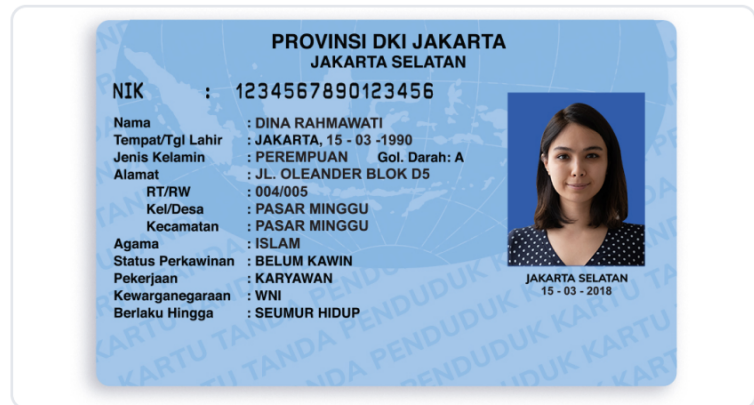 PROVINSI DKI JAKARTA
JAKARTA SELATAN
NIK : 1234567890123456
Nama : DINA RAHMAWATI
Tempat/Tgl Lahir : JAKARTA, 15 - 03 -1990
Jenis Kelamin : PEREMPUAN Gol. Darah: A
Alamat : JL. OLEANDER BLOK D5
RT/RW : 004/005
Kel/Desa : PASAR MINGGU
Kecamatan : PASAR MINGGU
Agama : ISLAM
Status Perkawinan : BELUM KAWIN
Pekerjaan : KARYAWAN
Kewarganegaraan : WNI
Berlaku Hingga : SEUMUR HIDUP
JAKARTA SELATAN
15 - 03 - 2018
KARTU TANDA PENDUDUK KARTU